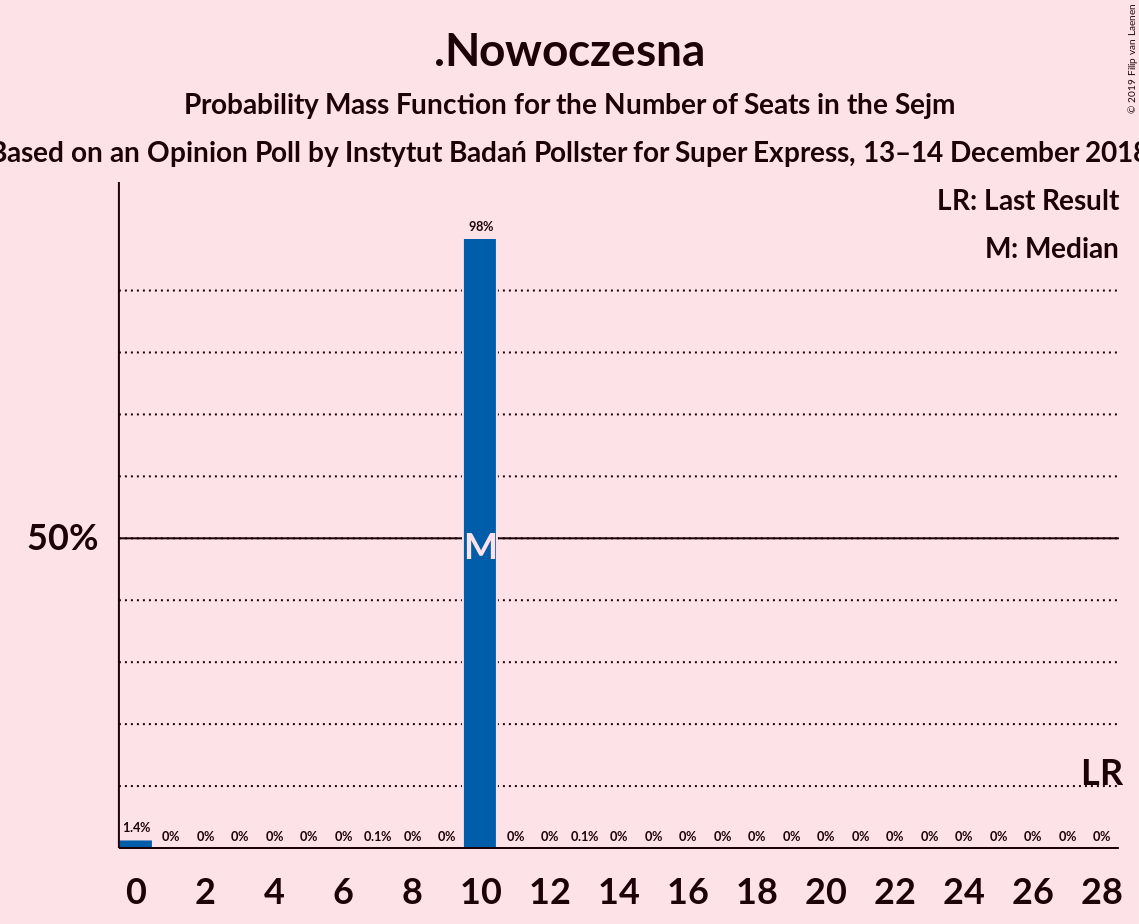 .Nowoczesna
Probability Mass Function for the Number of Seats in the Sejm
Based on an Opinion Poll by Instytut Badań Pollster for Super Express, 13–14 December 2018
© 2019 Filip van Laenen
LR: Last Result
M: Median
98%
50%
M
LR
1.4% 0% 0% 0% 0% 0% 0% 0.1% 0% 0% 0% 0% 0.1% 0% 0% 0% 0% 0% 0% 0% 0% 0% 0% 0% 0% 0% 0% 0%
0 2 4 6 8 10 12 14 16 18 20 22 24 26 28